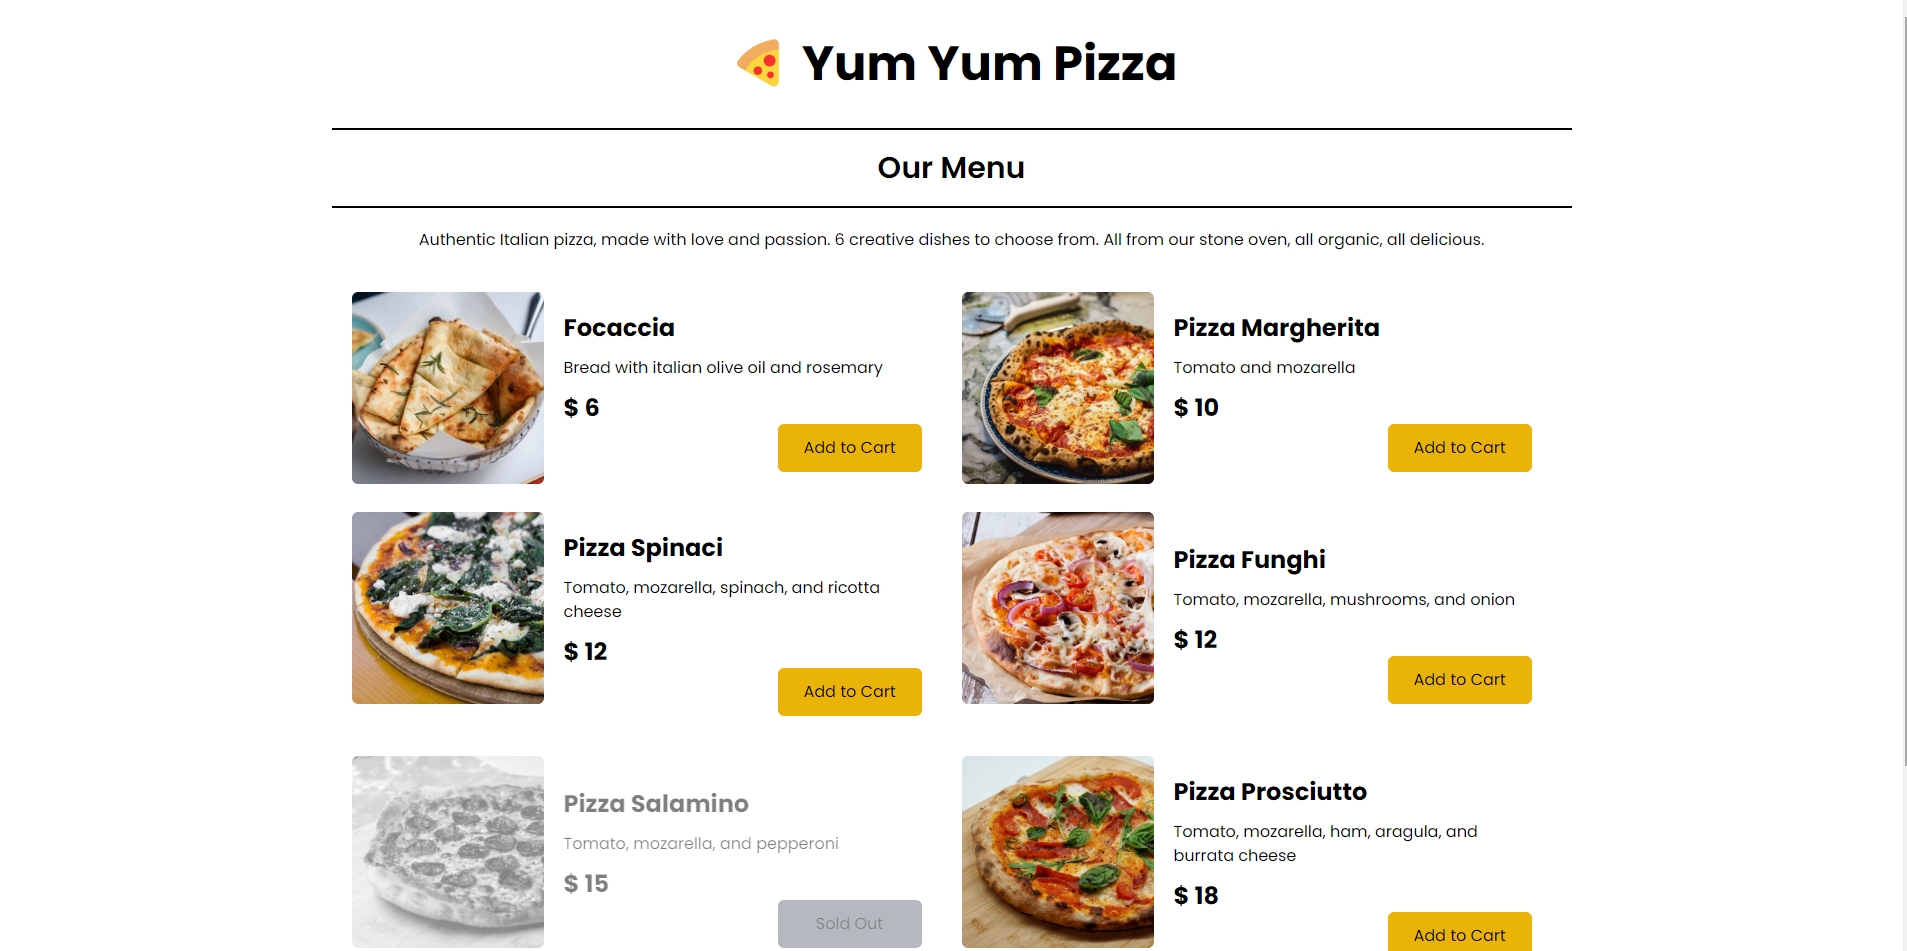 Yum Yum Pizza
Our Menu
Authentic Italian pizza, made with love and passion. 6 creative dishes to choose from. All from our stone oven, all organic, all delicious.
Focaccia
Bread with italian olive oil and rosemary
$ 6
Add to Cart
Pizza Margherita
Tomato and mozarella
$ 10
Add to Cart
Pizza Spinaci
Tomato, mozarella, spinach, and ricotta
cheese
$ 12
Add to Cart
Pizza Funghi
Tomato, mozarella, mushrooms, and onion
$ 12
Add to Cart
Pizza Salamino
Tomato, mozarella, and pepperoni
$ 15
Sold Out
Pizza Prosciutto
Tomato, mozarella, ham, aragula, and
burrata cheese
$ 18
Add to Cart